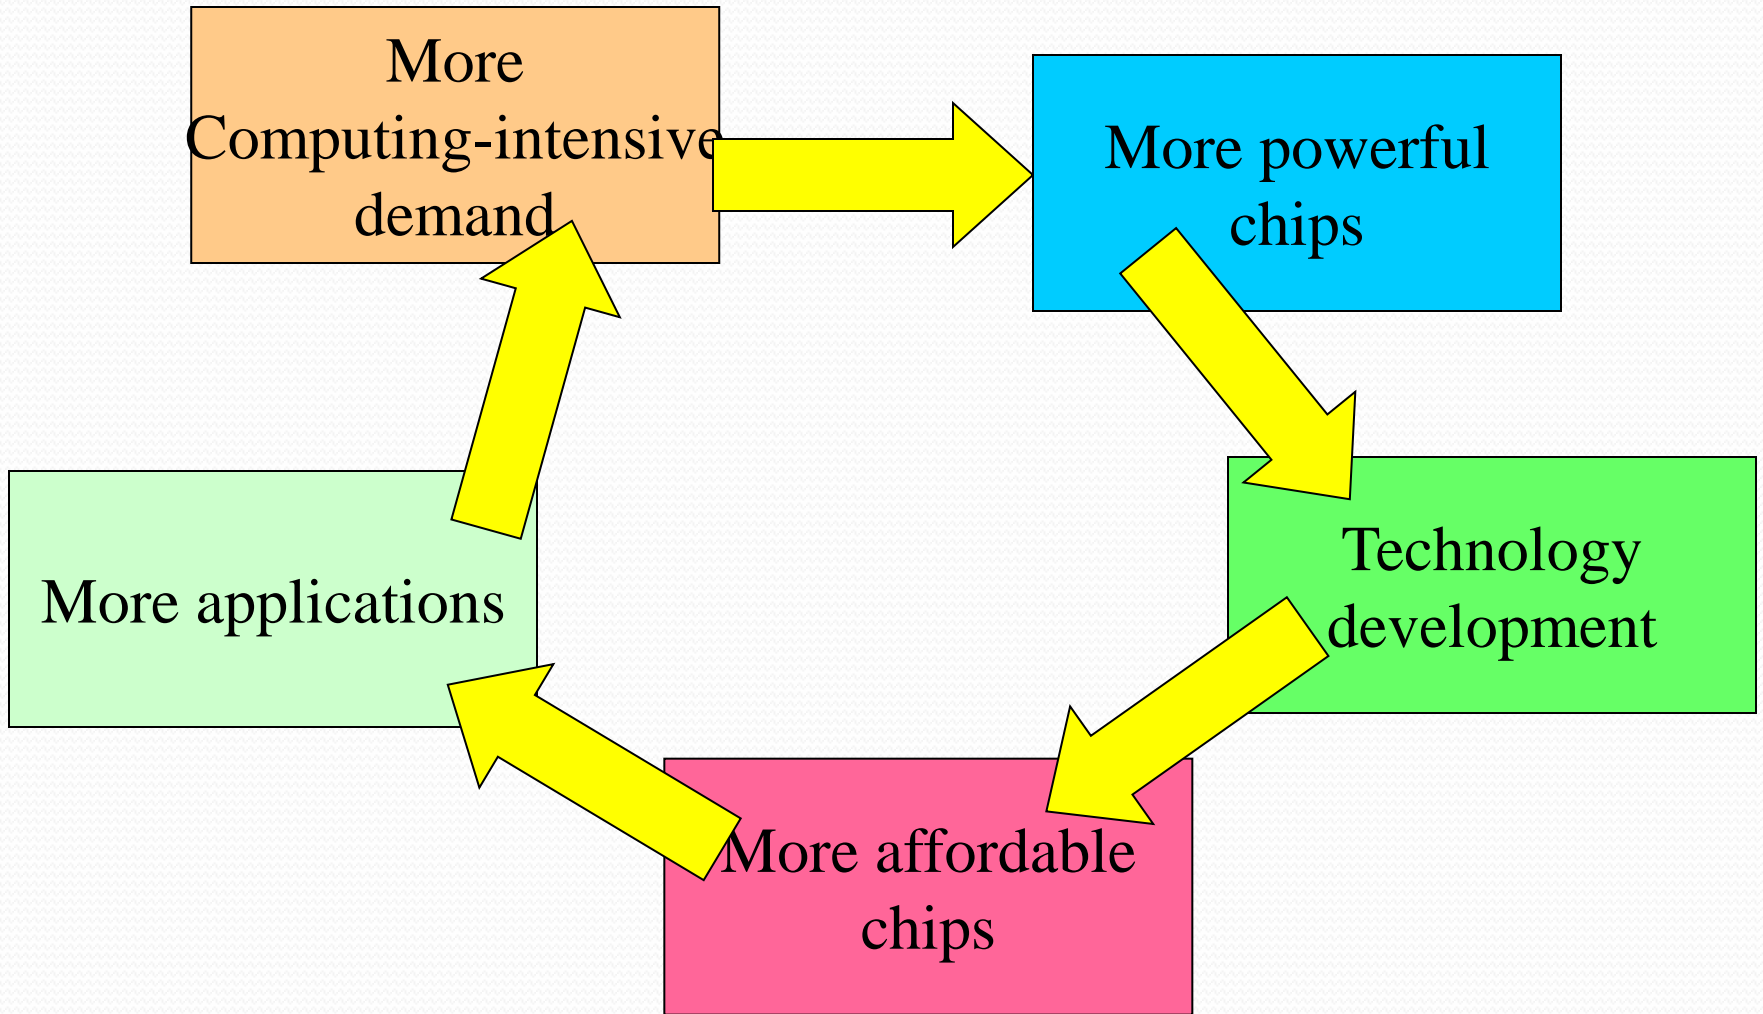 More
Computing-intensive
demand
More powerful
chips
Technology
development
More affordable
chips
More applications